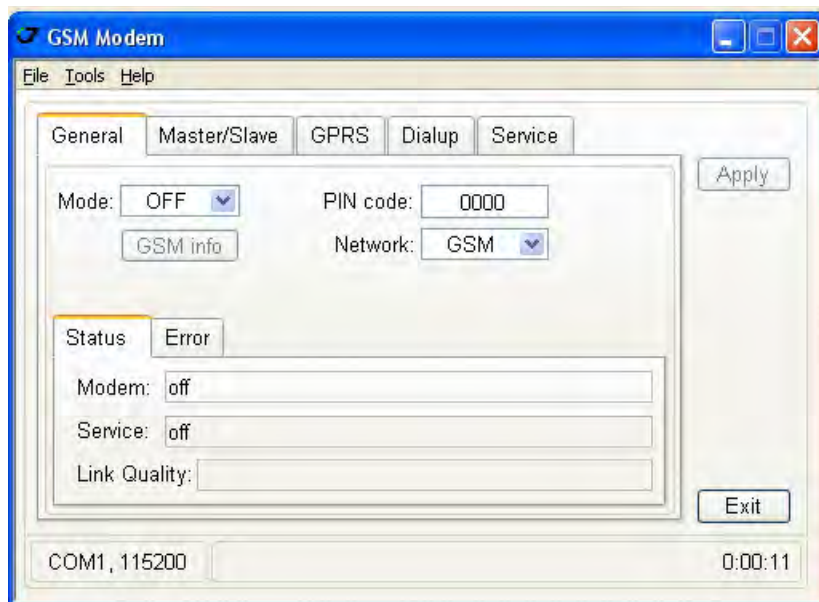 GSM Modem
File Tools Help
General Master/Slave GPRS Dialup Service
Apply
Mode: OFF PIN code: 0000
GSM info Network: GSM
Status Error
Modem: off
Service: off
Link Quality:
Exit
COM1, 115200 0:00:11